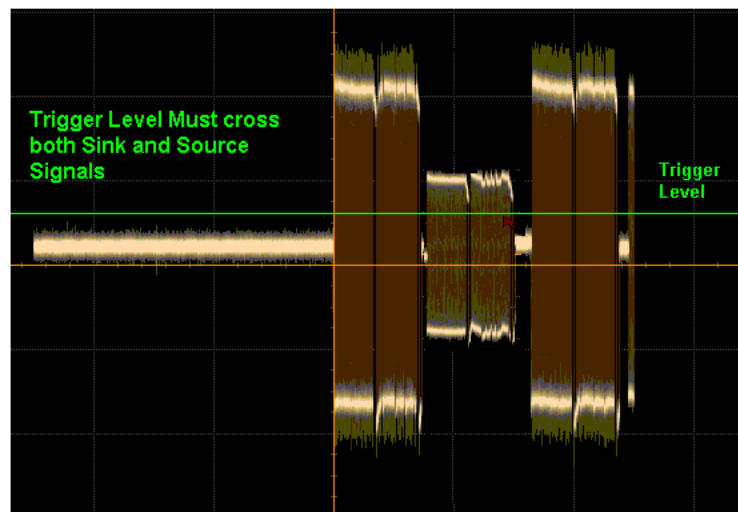 Trigger Level Must cross
both Sink and Source
Signals
Trigger
Level